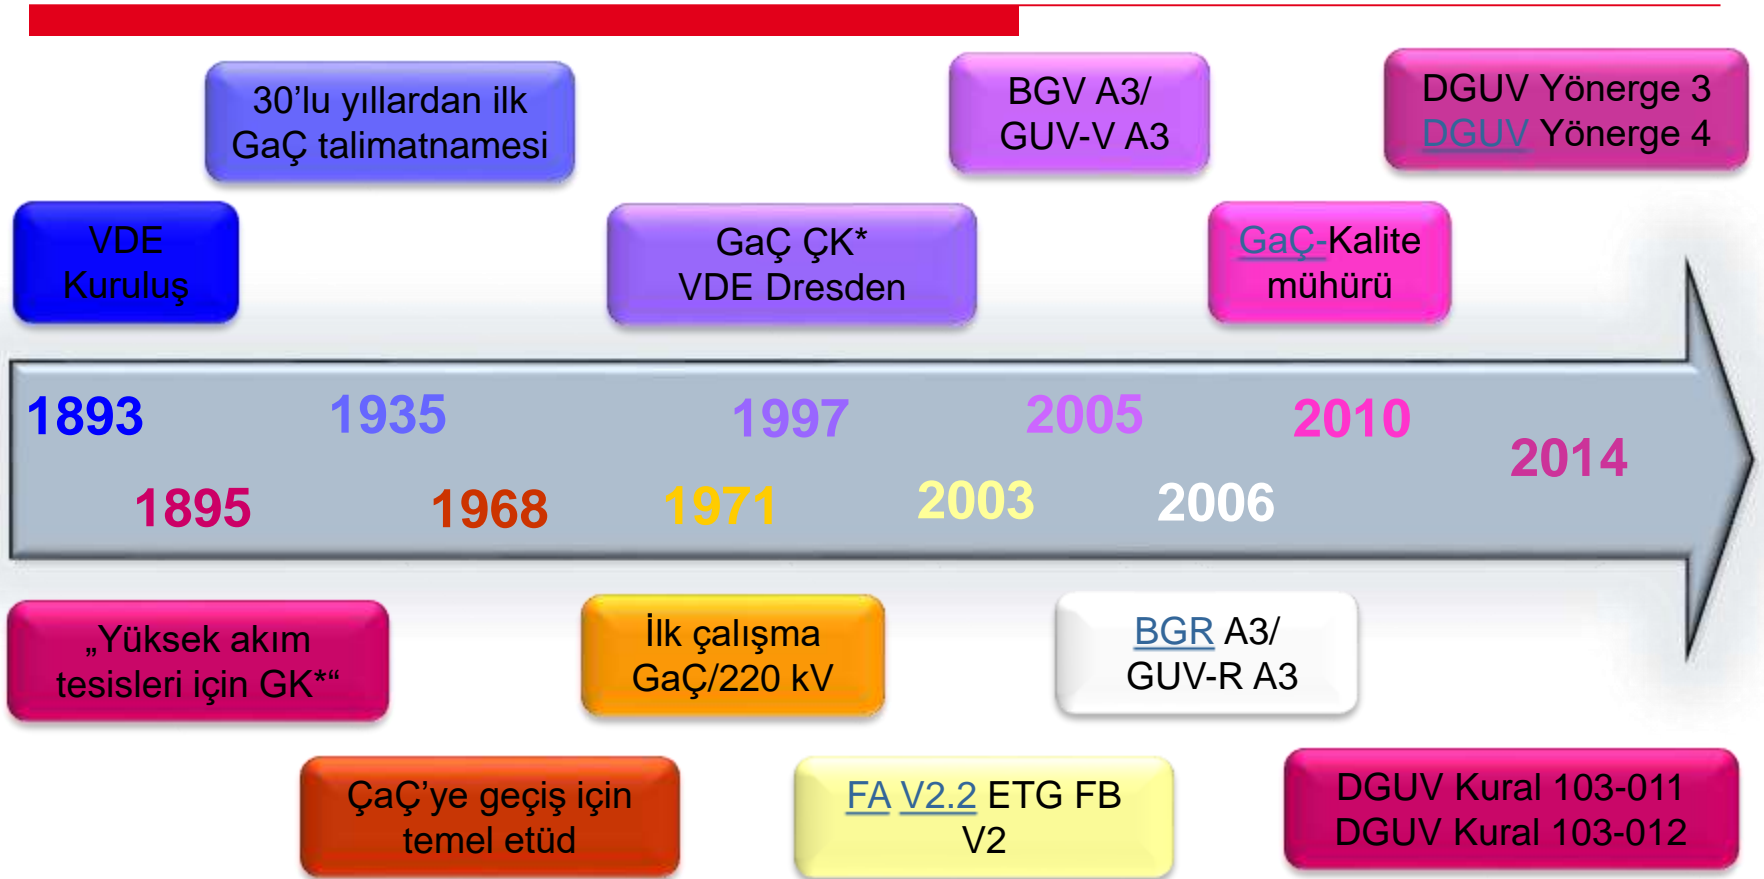 30’lu yıllardan ilk
GaÇ talimatnamesi
BGV A3/
GUV-V A3
DGUV Yönerge 3
DGUV Yönerge 4
VDE
Kuruluş
GaÇ ÇK*
VDE Dresden
GaÇ-Kalite
mühürü
1893
1935
1997
2005
2010
2014
1895
1968
1971
2003
2006
„Yüksek akım
tesisleri için GK*“
İlk çalışma
GaÇ/220 kV
BGR A3/
GUV-R A3
ÇaÇ’ye geçiş için
temel etüd
FA V2.2 ETG FB
V2
DGUV Kural 103-011
DGUV Kural 103-012